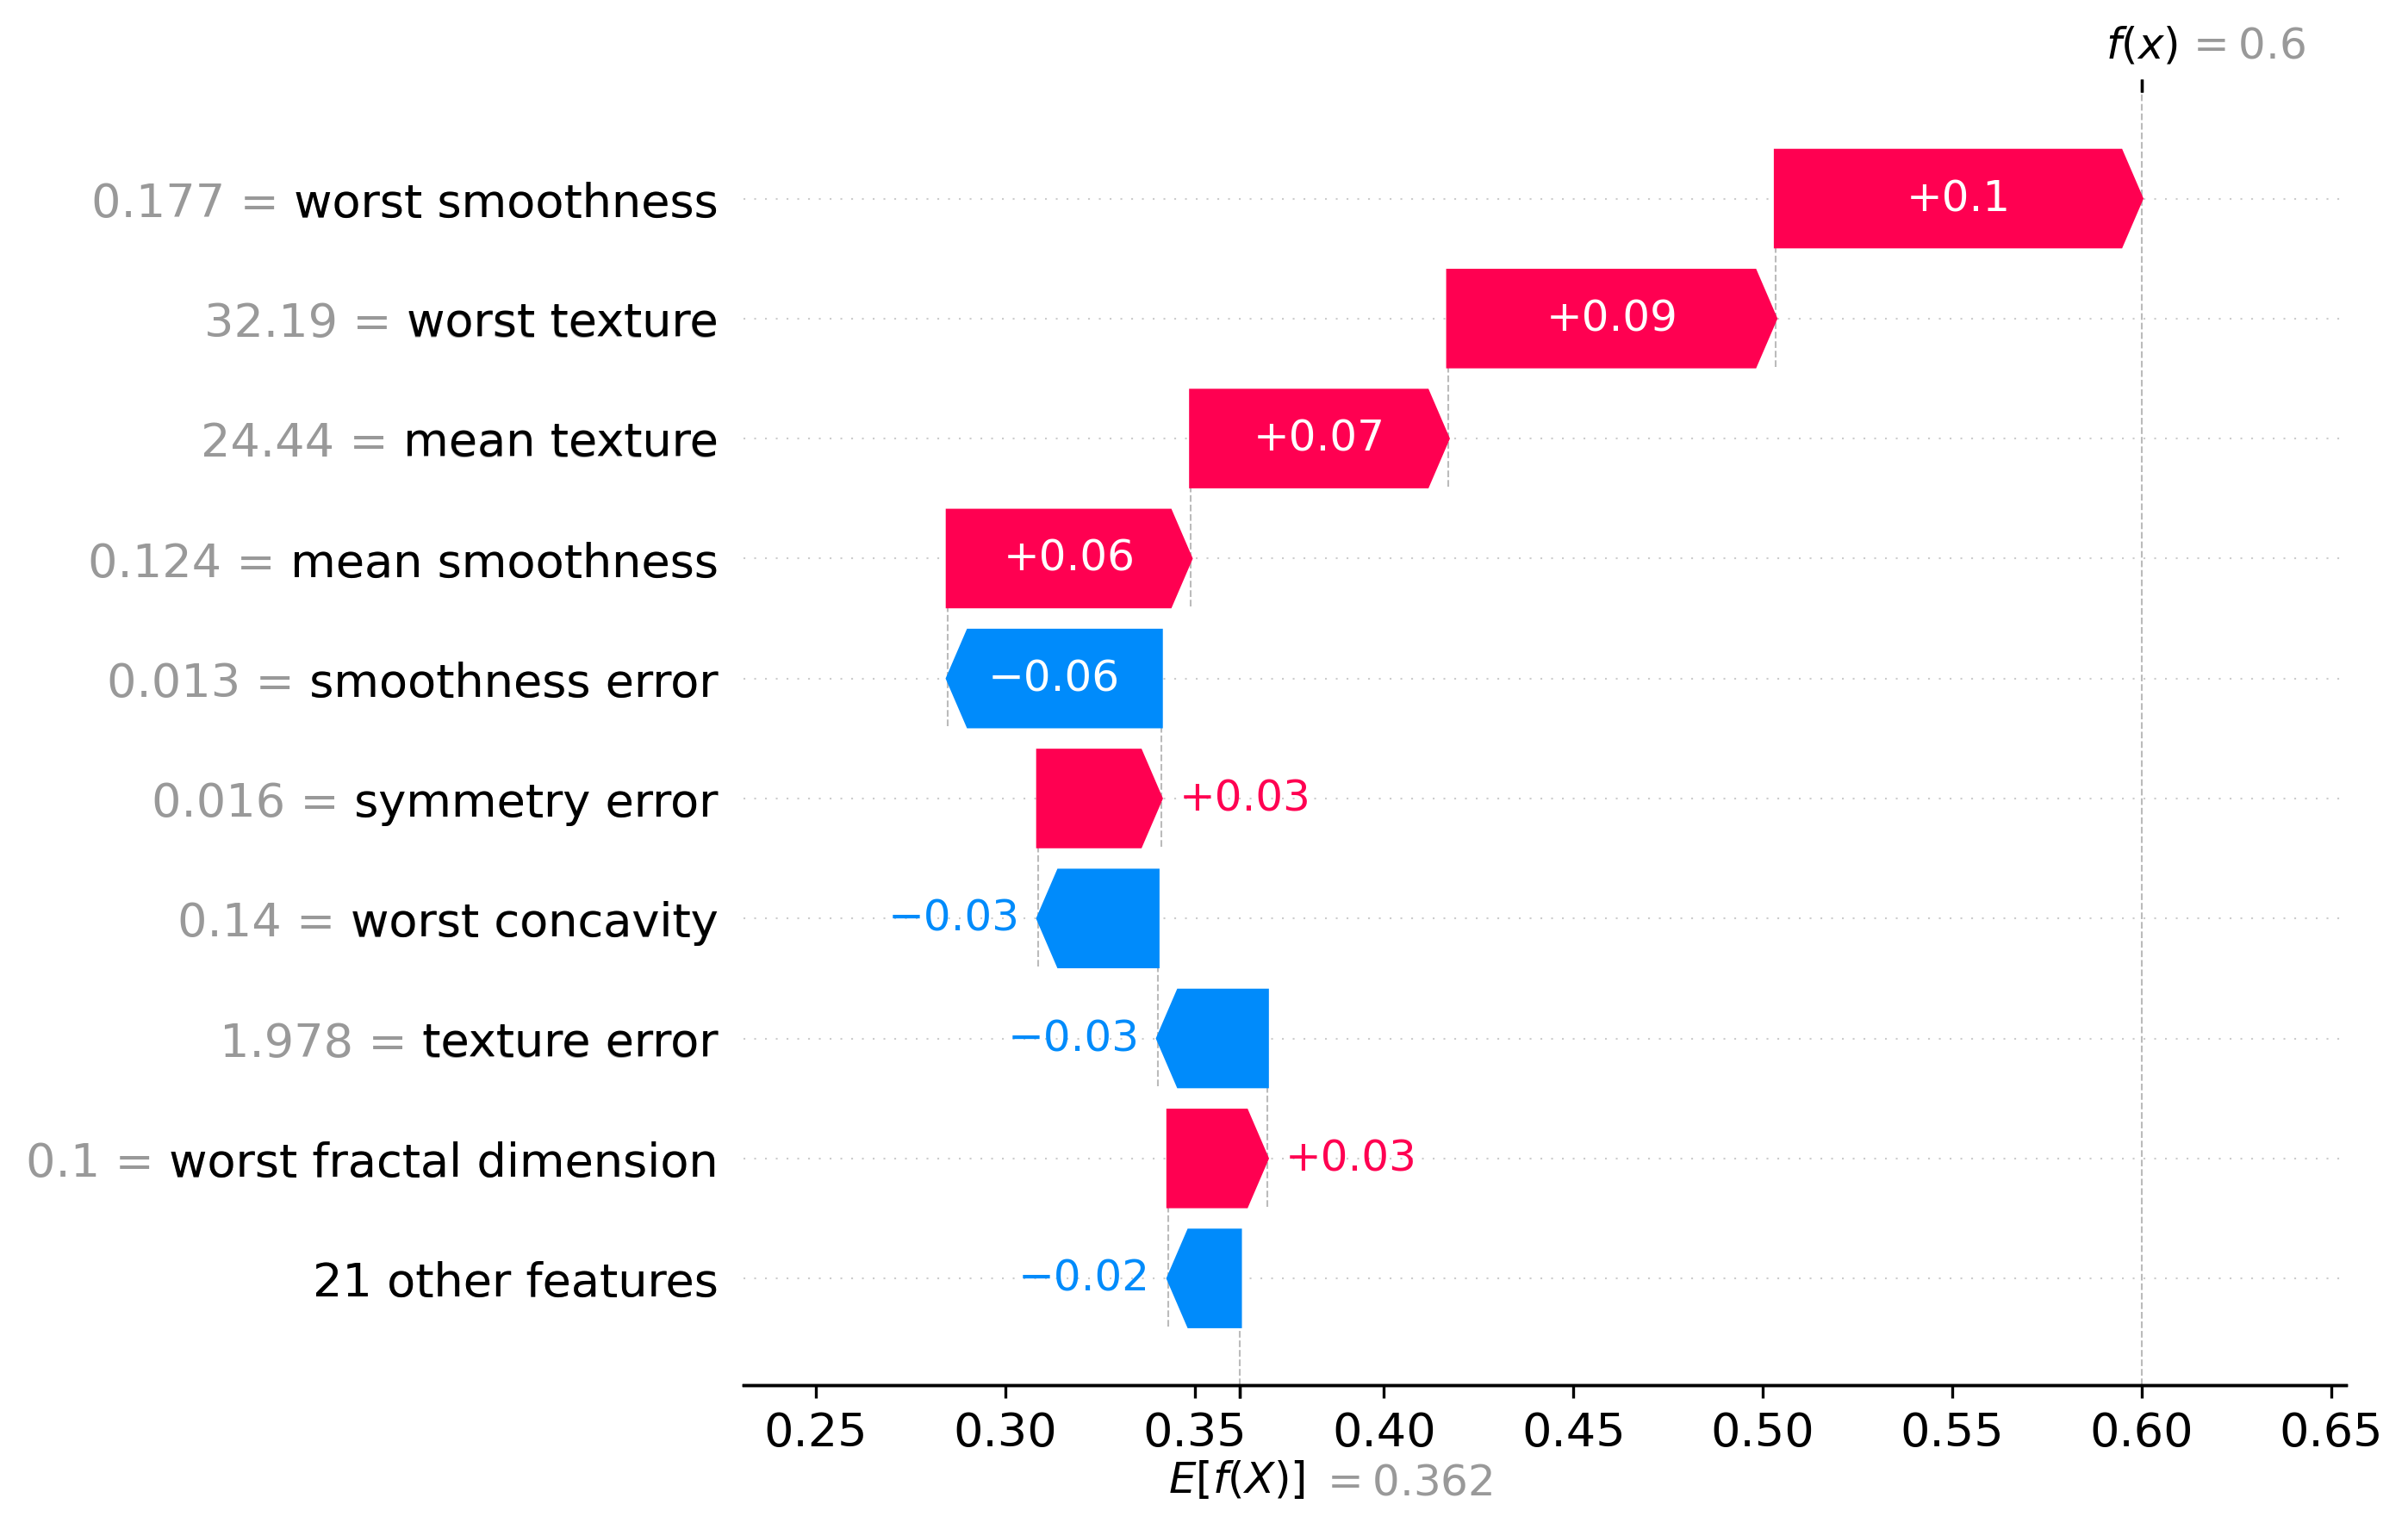 f(x) = 0.6
0.177 = worst smoothness +0.1
32.19 = worst texture +0.09
24.44 = mean texture +0.07
0.124 = mean smoothness +0.06
0.013 = smoothness error −0.06
0.016 = symmetry error +0.03
0.14 = worst concavity −0.03
1.978 = texture error −0.03
0.1 = worst fractal dimension +0.03
21 other features −0.02
0.25 0.30 0.35 0.40 0.45 0.50 0.55 0.60 0.65
E[f(X)] = 0.362